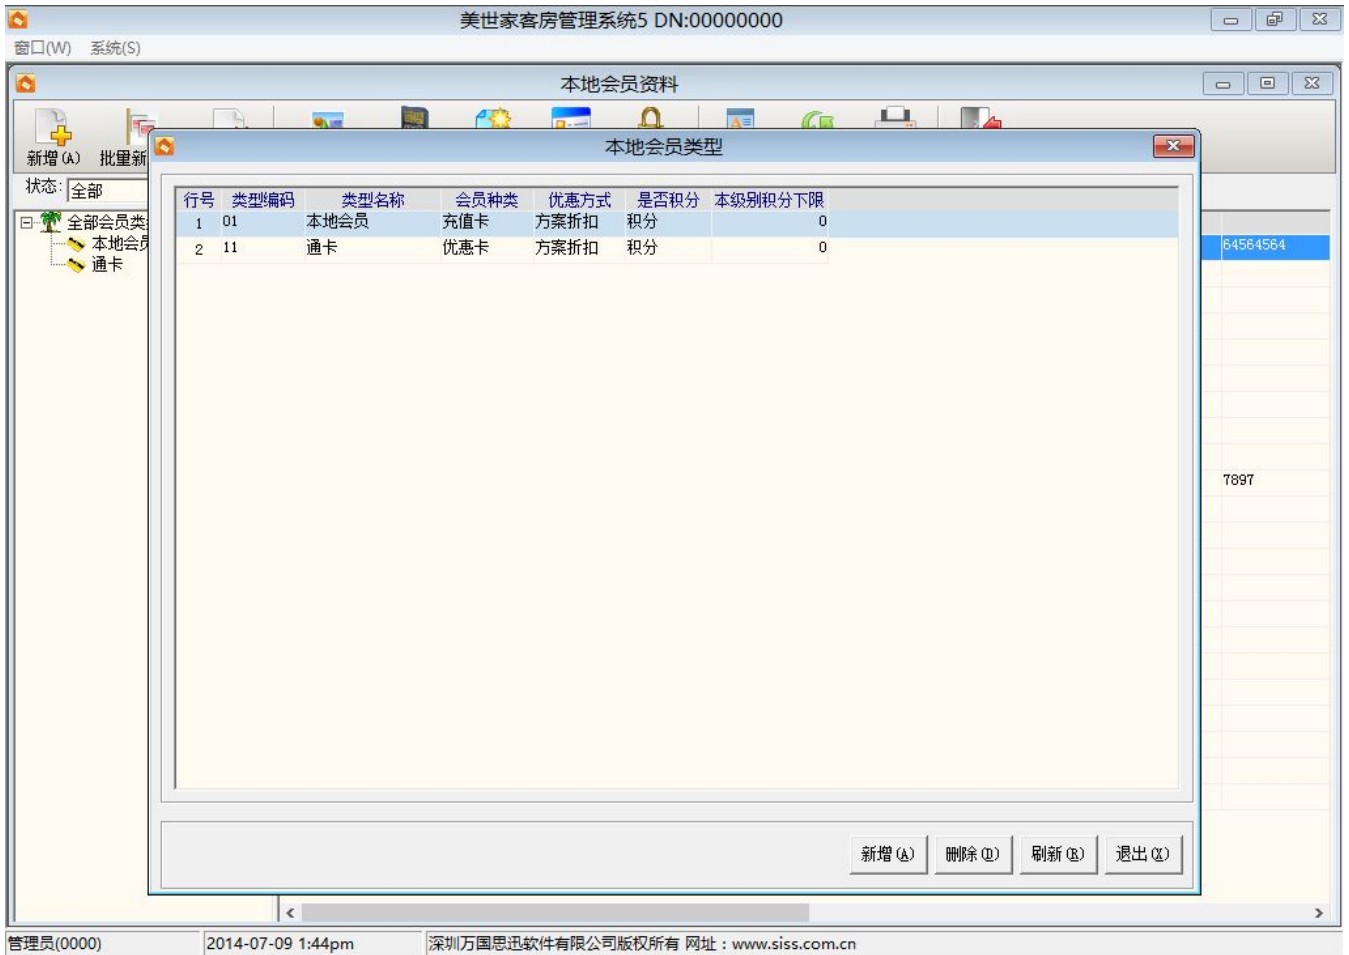 美世家客房管理系统5 DN:00000000
窗口(W) 系统(S)
本地会员资料
新增(A) 批量新
本地会员类型
状态: 全部
行号 类型编码 类型名称 会员种类 优惠方式 是否积分 本级别积分下限
1 01 本地会员 充值卡 方案折扣 积分 0
2 11 通卡 优惠卡 方案折扣 积分 0
全部会员类
本地会员
通卡
64564564
7897
新增(A) 删除(D) 刷新(R) 退出(X)
管理员(0000) 2014-07-09 1:44pm 深圳万国思迅软件有限公司版权所有 网址：www.siss.com.cn